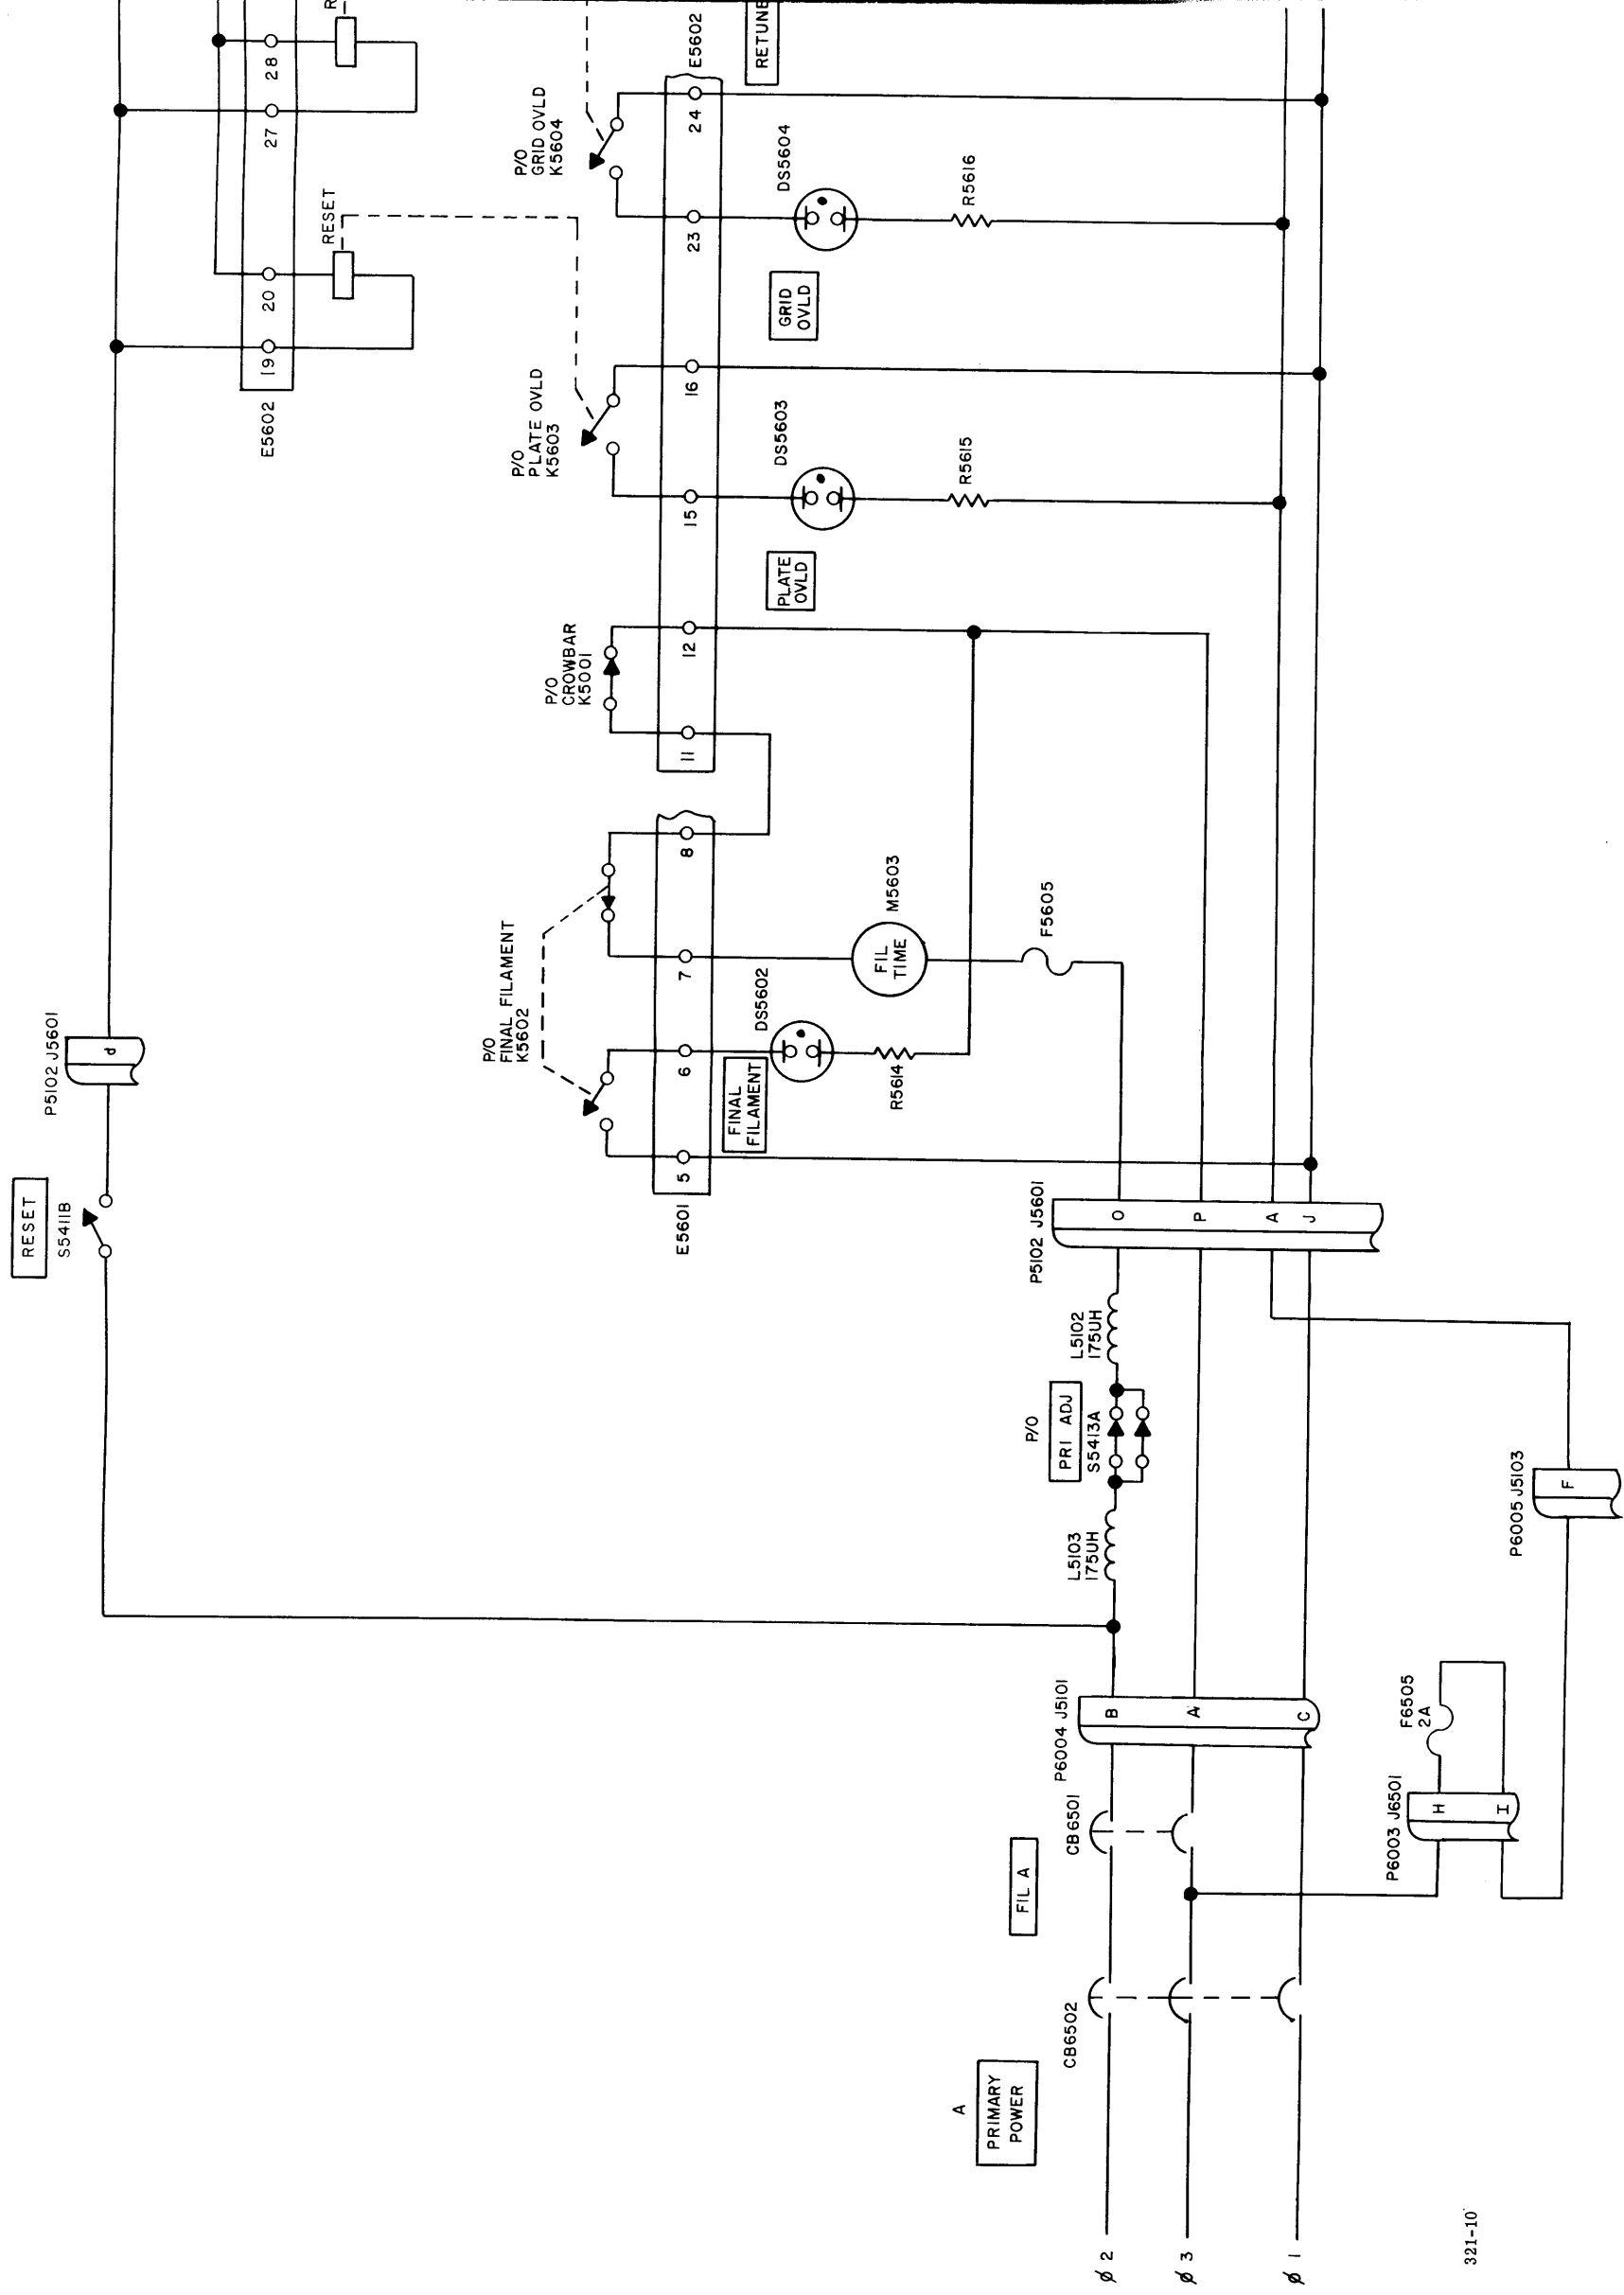 RESET
S5411B
P5102 J5601
d
E5602
19
20
27
28
RESET
R
P/O
FINAL FILAMENT
K5602
P/O
CROWBAR
K5001
P/O
PLATE OVLD
K5603
P/O
GRID OVLD
K5604
E5601
5
6
7
8
11
12
15
16
23
24
E5602
FINAL
FILAMENT
DS5602
R5614
FIL
TIME
M5603
F5605
PLATE
OVLD
DS5603
R5615
GRID
OVLD
DS5604
R5616
RETUNE
A
PRIMARY
POWER
CB6502
FIL A
CB6501
P6004 J5101
B
A
C
L5103
175UH
P/O
PRI ADJ
S5413A
L5102
175UH
P5102 J5601
O
P
A
J
Ø 2
Ø 3
Ø 1
P6003 J6501
H
I
F6505
2A
P6005 J5103
F
321-10